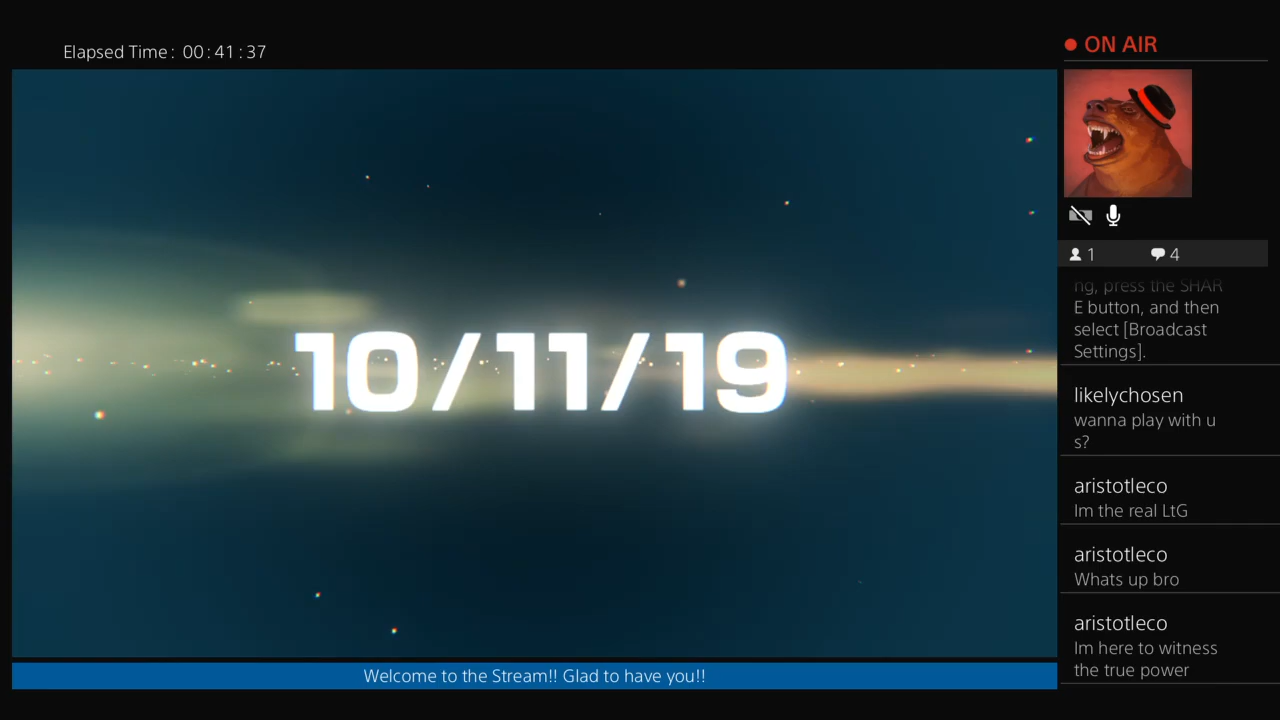 Elapsed Time: 00:41:37
ON AIR
10/11/19
1
4
ng, press the SHAR
E button, and then
select [Broadcast
Settings].
likelychosen
wanna play with u
s?
aristotleco
Im the real LtG
aristotleco
Whats up bro
aristotleco
Im here to witness
the true power
Welcome to the Stream!! Glad to have you!!